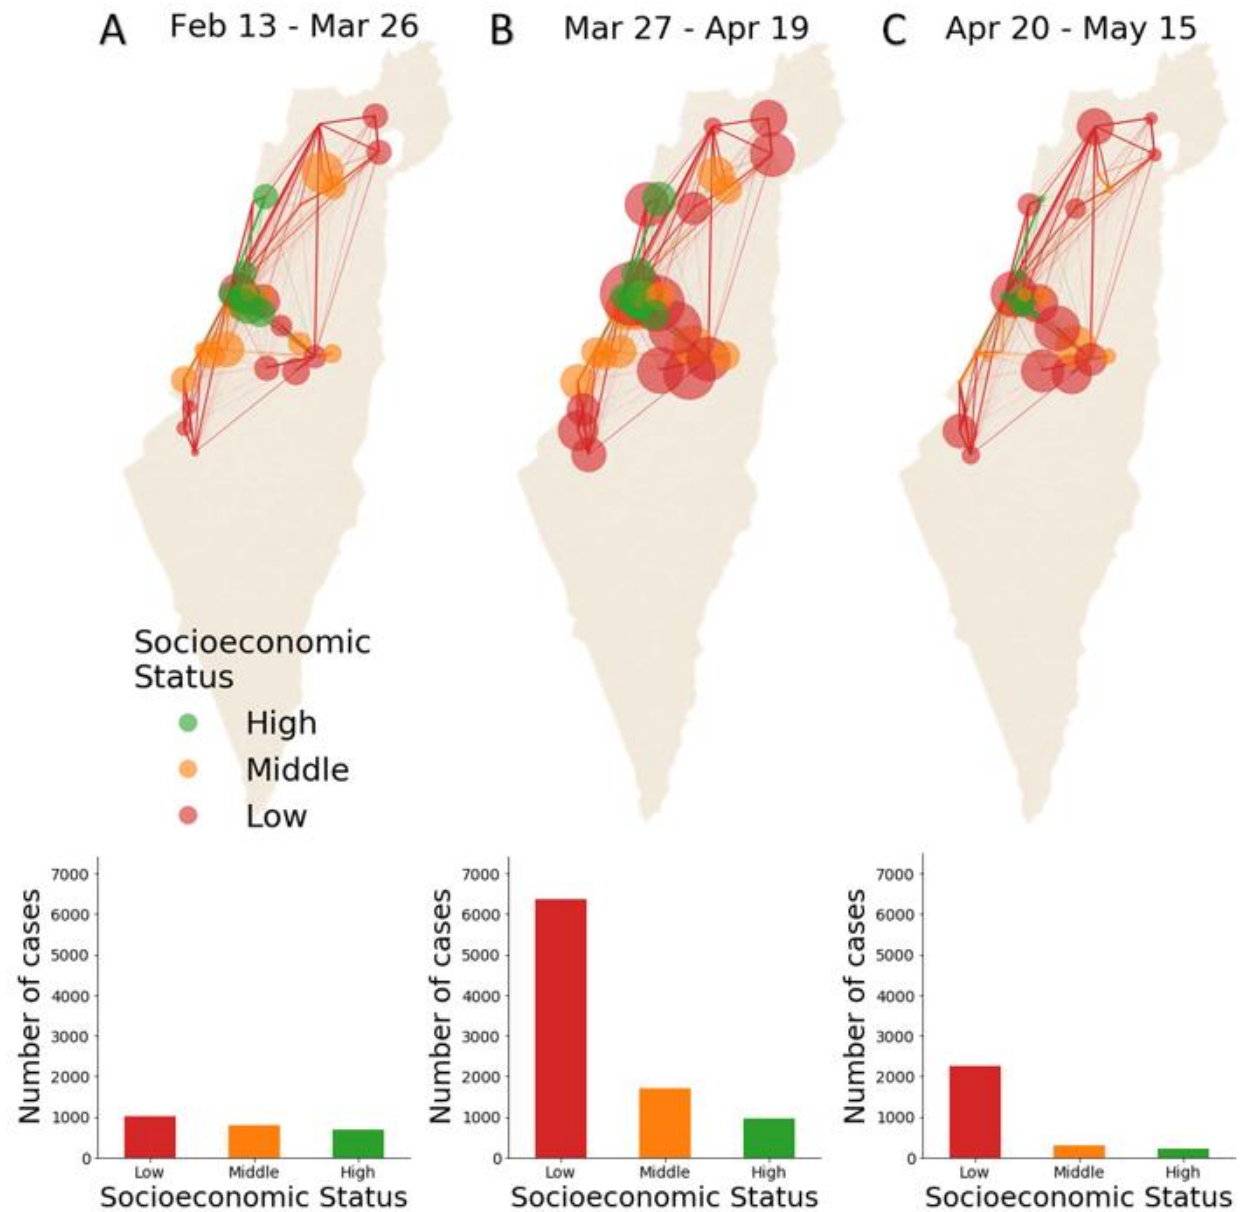 A Feb 13 - Mar 26
B Mar 27 - Apr 19
C Apr 20 - May 15
Socioeconomic
Status
High
Middle
Low
Number of cases
7000
6000
5000
4000
3000
2000
1000
0
Low Middle High
Socioeconomic Status
Number of cases
7000
6000
5000
4000
3000
2000
1000
0
Low Middle High
Socioeconomic Status
Number of cases
7000
6000
5000
4000
3000
2000
1000
0
Low Middle High
Socioeconomic Status